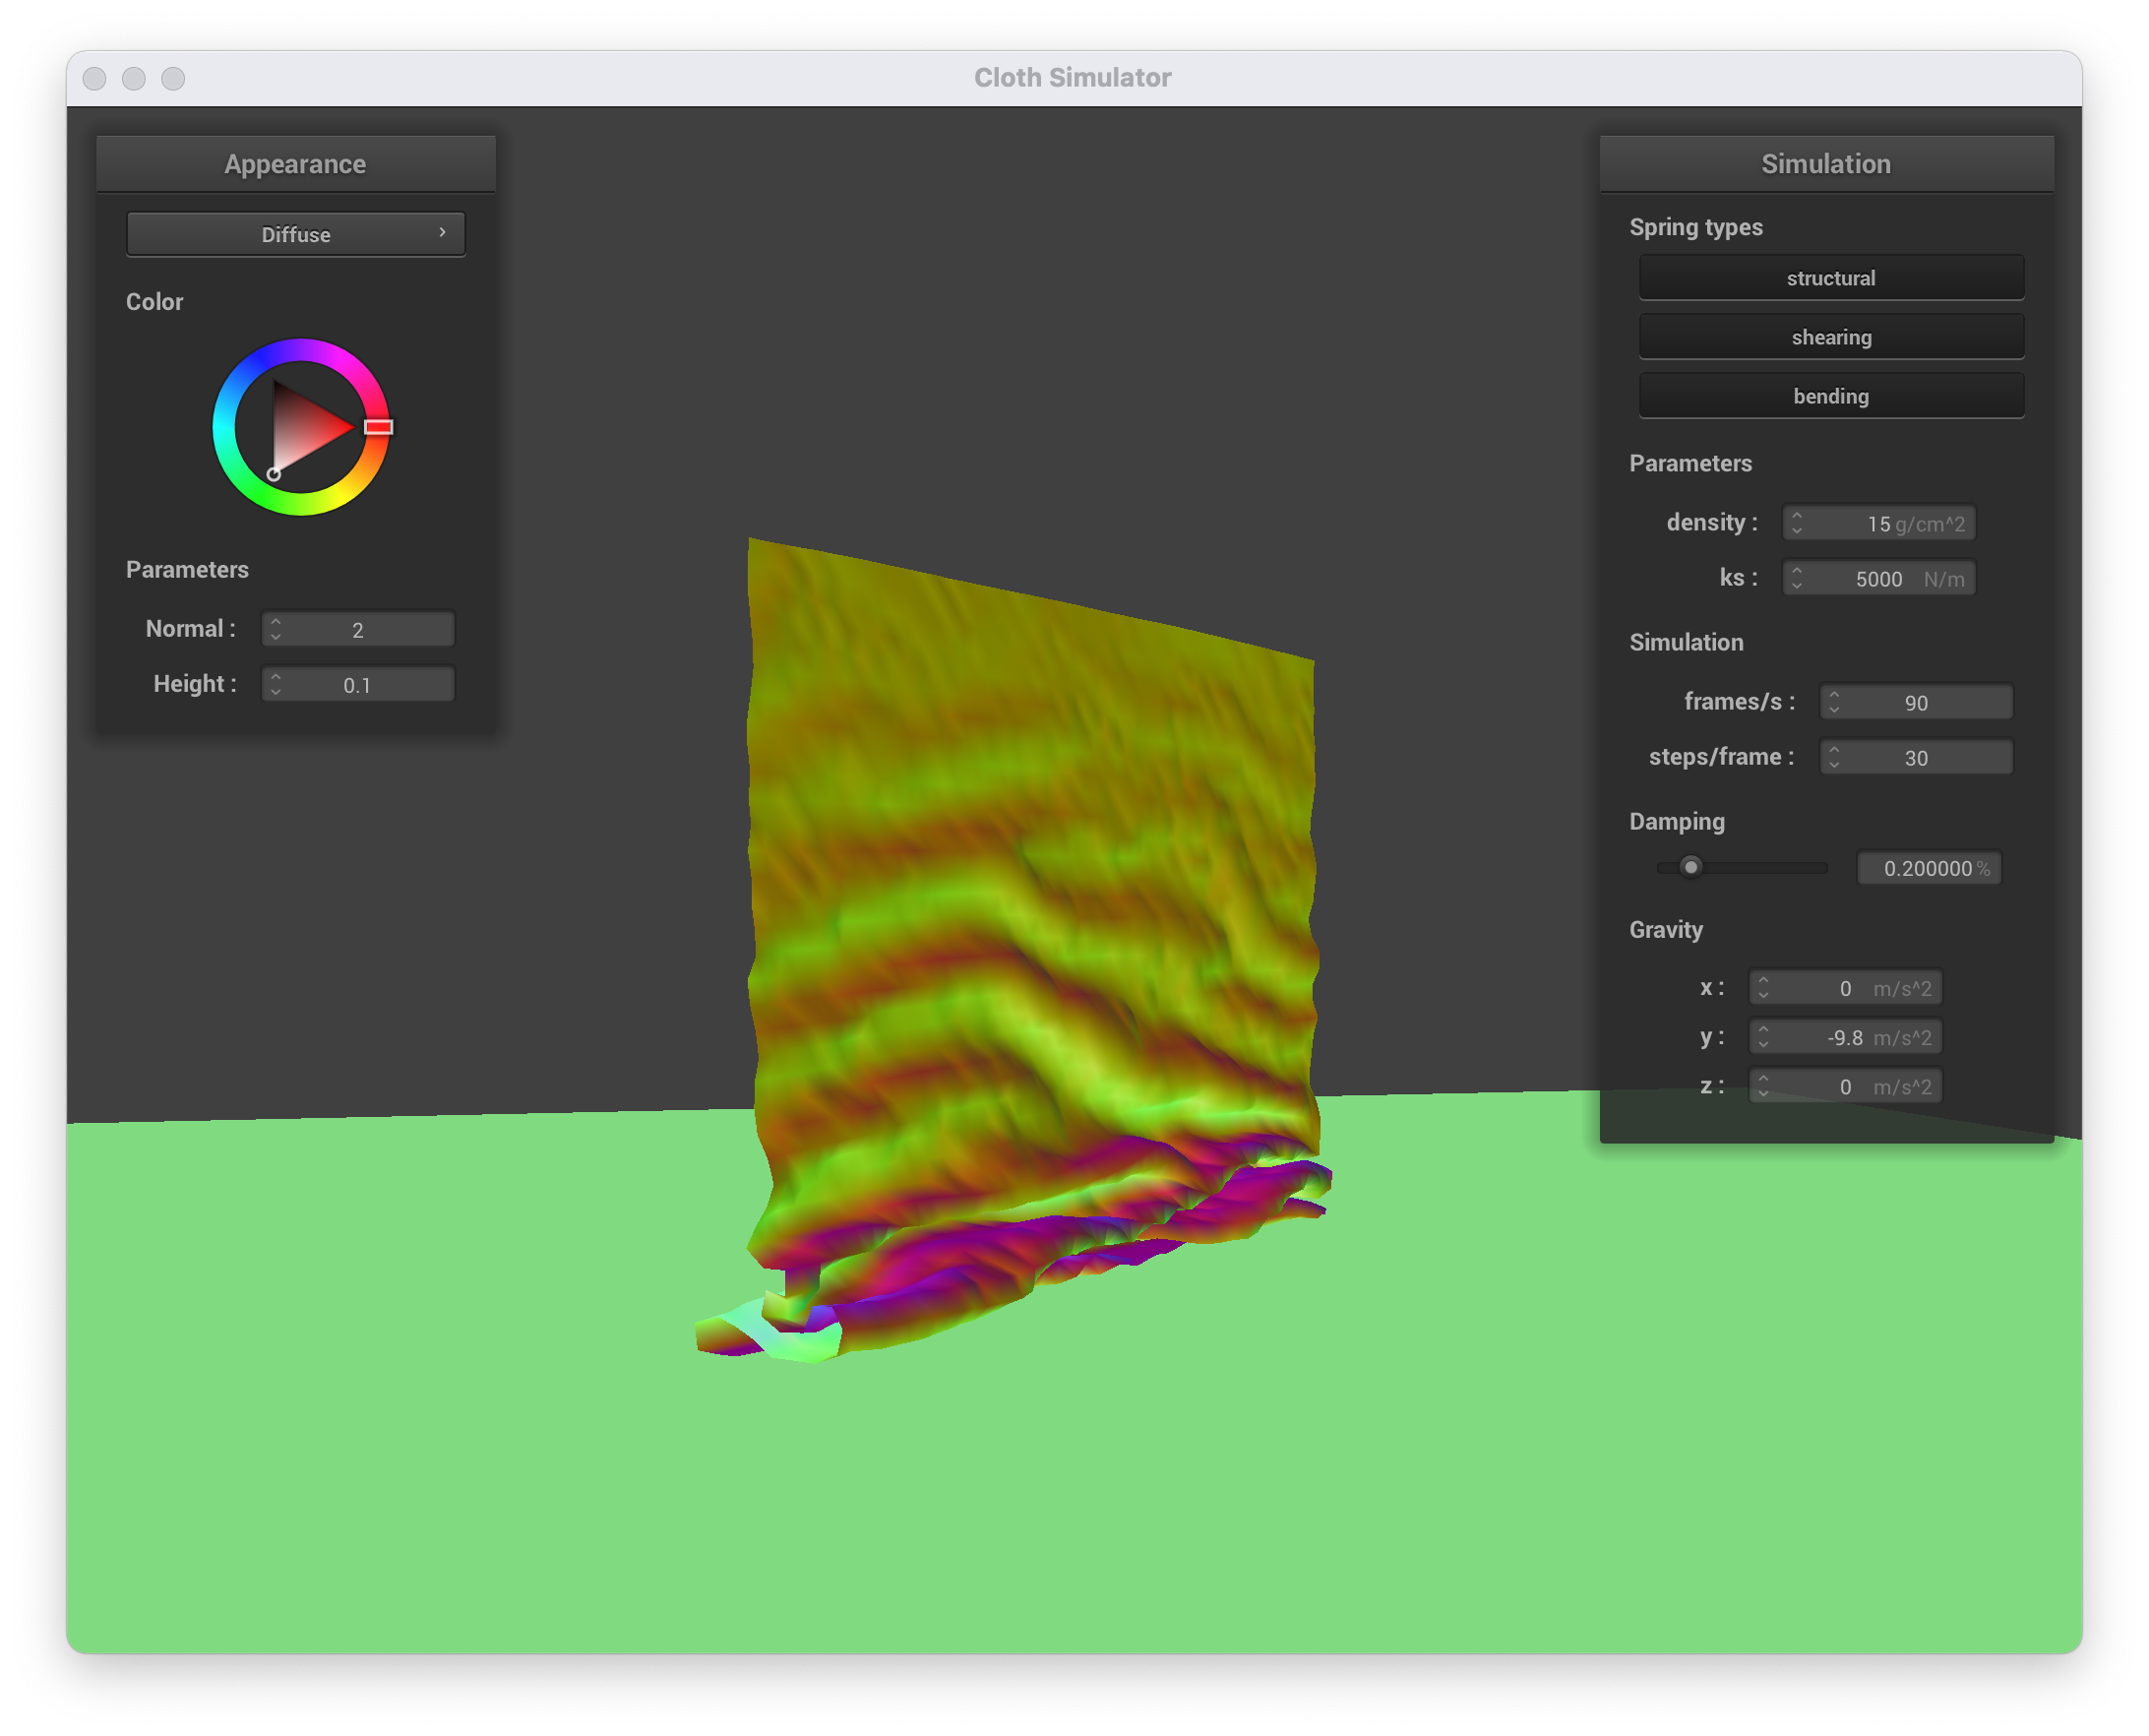 Cloth Simulator
Appearance
Diffuse
Color
Parameters
Normal : 2
Height : 0.1
Simulation
Spring types
structural
shearing
bending
Parameters
density : 15 g/cm^2
ks : 5000 N/m
Simulation
frames/s : 90
steps/frame : 30
Damping
0.200000 %
Gravity
x : 0 m/s^2
y : -9.8 m/s^2
z : 0 m/s^2